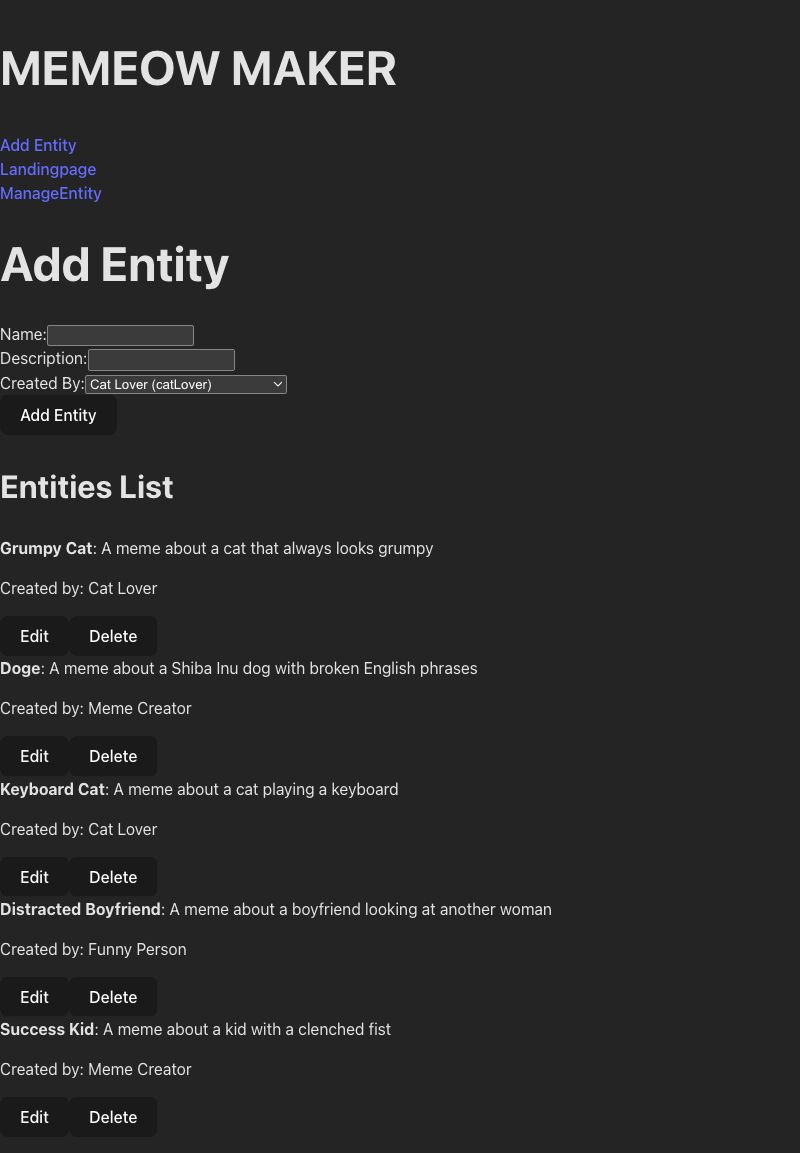 MEMEOW MAKER
Add Entity
Landingpage
ManageEntity
Add Entity
Name:
Description:
Created By: Cat Lover (catLover)
Add Entity
Entities List
Grumpy Cat: A meme about a cat that always looks grumpy
Created by: Cat Lover
Edit Delete
Doge: A meme about a Shiba Inu dog with broken English phrases
Created by: Meme Creator
Edit Delete
Keyboard Cat: A meme about a cat playing a keyboard
Created by: Cat Lover
Edit Delete
Distracted Boyfriend: A meme about a boyfriend looking at another woman
Created by: Funny Person
Edit Delete
Success Kid: A meme about a kid with a clenched fist
Created by: Meme Creator
Edit Delete